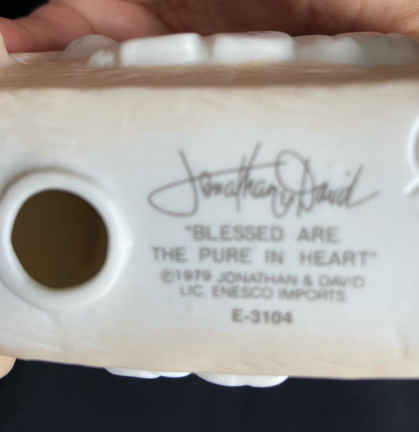 Jonathan & David
"BLESSED ARE
THE PURE IN HEART"
©1979 JONATHAN & DAVID
LIC. ENESCO IMPORTS
E-3104